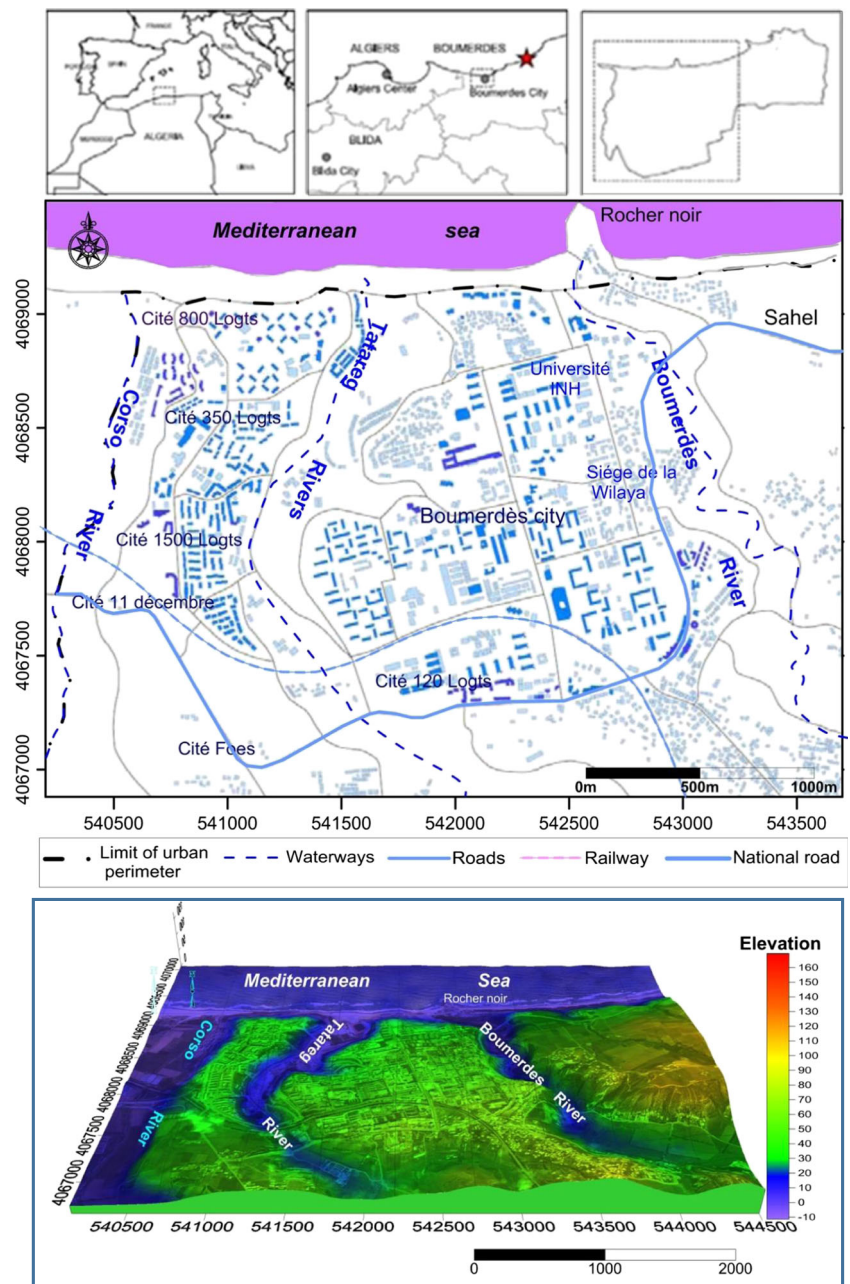 FRANCE
ITALY
SPAIN
ALGERIA
ALGIERS BOUMERDES
Algiers Center
Boumerdes City
BLIDA
Blida City
Mediterranean sea
Rocher noir
Sahel
Cité 800 Logts
Tatareg
Rivers
Université
INH
Boumerdès
River
Corso
River
Cité 350 Logts
Siége de la
Wilaya
Boumerdès city
Cité 1500 Logts
Cité 11 décembre
Cité 120 Logts
Cité Foes
4069000
4068500
4068000
4067500
4067000
0m 500m 1000m
540500 541000 541500 542000 542500 543000 543500
Limit of urban
perimeter
Waterways
Roads
Railway
National road
Elevation
160
150
140
130
120
110
100
90
80
70
60
50
40
30
20
10
0
-10
Mediterranean Sea
Rocher noir
Corso
River
Tatareg
River
Boumerdes
River
4070000
4069000
4068500
4068000
4067500
4067000
540500 541000 541500 542000 542500 543000 543500 544000 544500
0 1000 2000